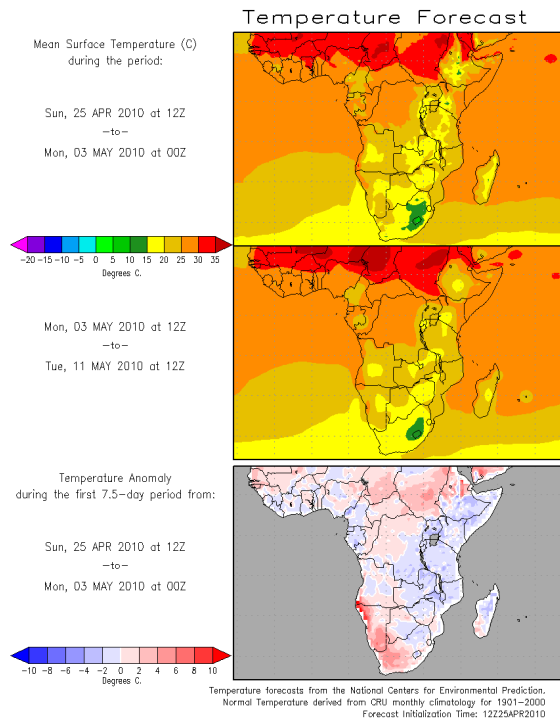 Temperature Forecast
Mean Surface Temperature (C)
during the period:
Sun, 25 APR 2010 at 12Z
—to—
Mon, 03 MAY 2010 at 00Z
-20 -15 -10 -5 0 5 10 15 20 25 30 35
Degrees C.
Mon, 03 MAY 2010 at 12Z
—to—
Tue, 11 MAY 2010 at 12Z
Temperature Anomaly
during the first 7.5-day period from:
Sun, 25 APR 2010 at 12Z
—to—
Mon, 03 MAY 2010 at 00Z
-10 -8 -6 -4 -2 0 2 4 6 8 10
Degrees C.
Temperature forecasts from the National Centers for Environmental Prediction.
Normal Temperature derived from CRU monthly climatology for 1901-2000
Forecast Initialization Time: 12Z25APR2010